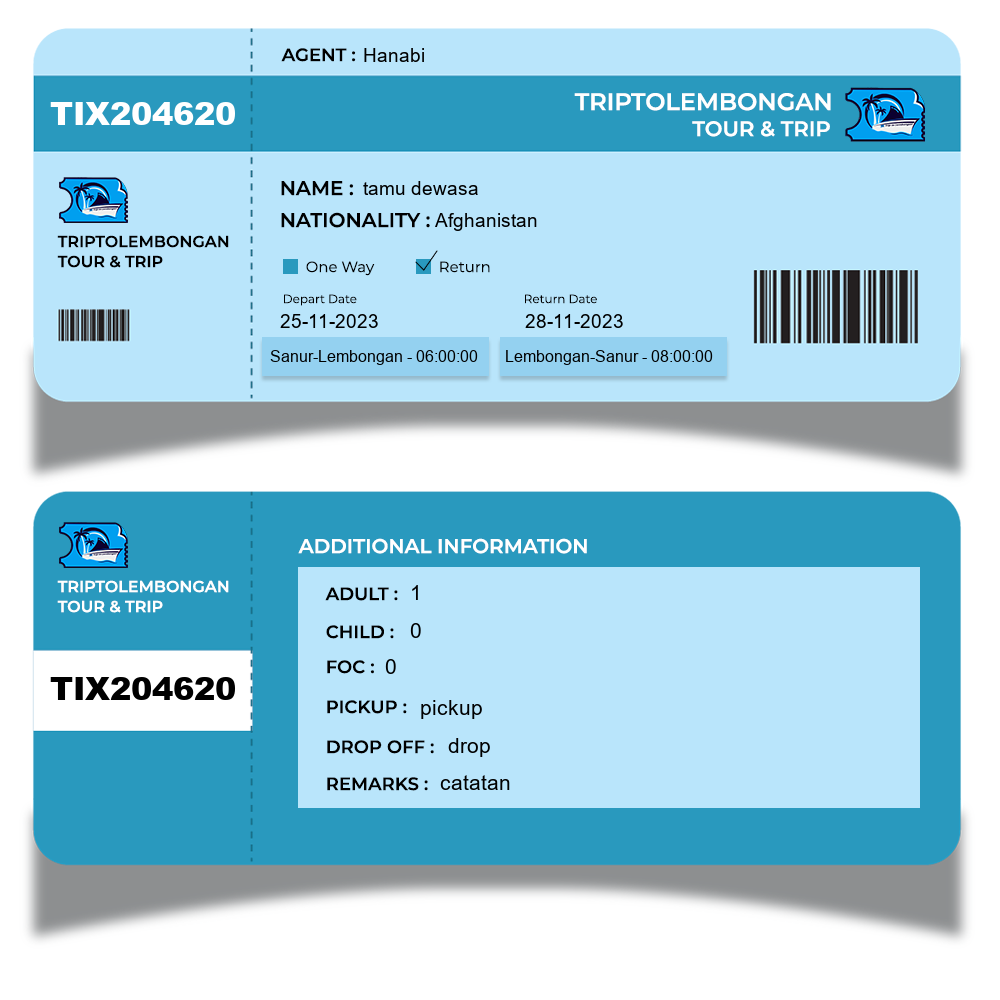 AGENT : Hanabi
TIX204620
TRIPTOLEMBONGAN
TOUR & TRIP
TRIPTOLEMBONGAN
TOUR & TRIP
NAME : tamu dewasa
NATIONALITY : Afghanistan
One Way
Return
Depart Date
Return Date
25-11-2023
28-11-2023
Sanur-Lembongan - 06:00:00
Lembongan-Sanur - 08:00:00
TRIPTOLEMBONGAN
TOUR & TRIP
TIX204620
ADDITIONAL INFORMATION
ADULT : 1
CHILD : 0
FOC : 0
PICKUP : pickup
DROP OFF : drop
REMARKS : catatan